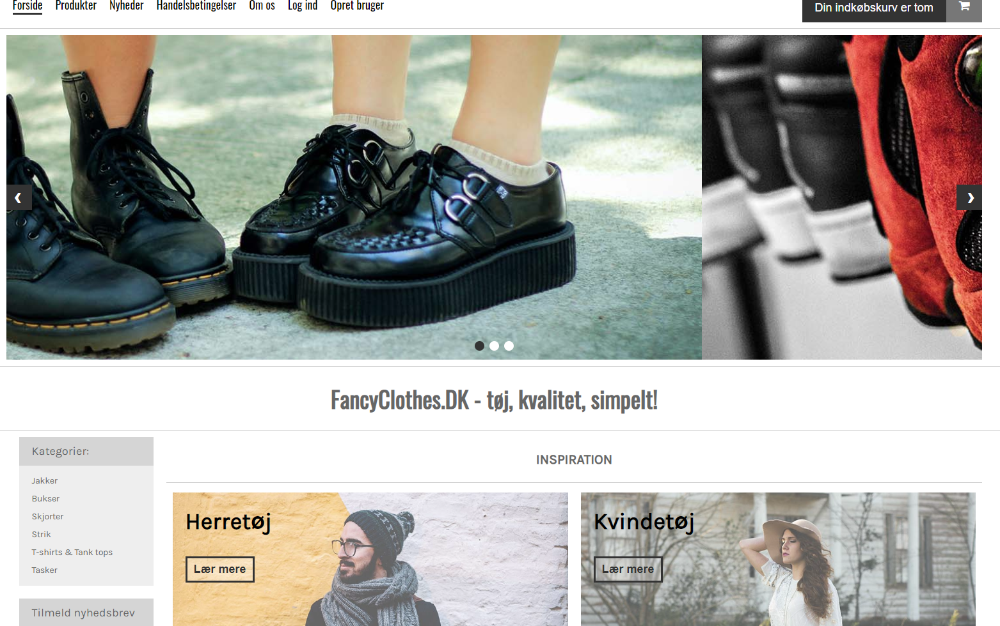 Forside Produkter Nyheder Handelsbetingelser Om os Log ind Opret bruger
Din indkøbskurv er tom
FancyClothes.DK - tøj, kvalitet, simpelt!
Kategorier:
Jakker
Bukser
Skjorter
Strik
T-shirts & Tank tops
Tasker
Tilmeld nyhedsbrev
INSPIRATION
Herretøj
Lær mere
Kvindetøj
Lær mere